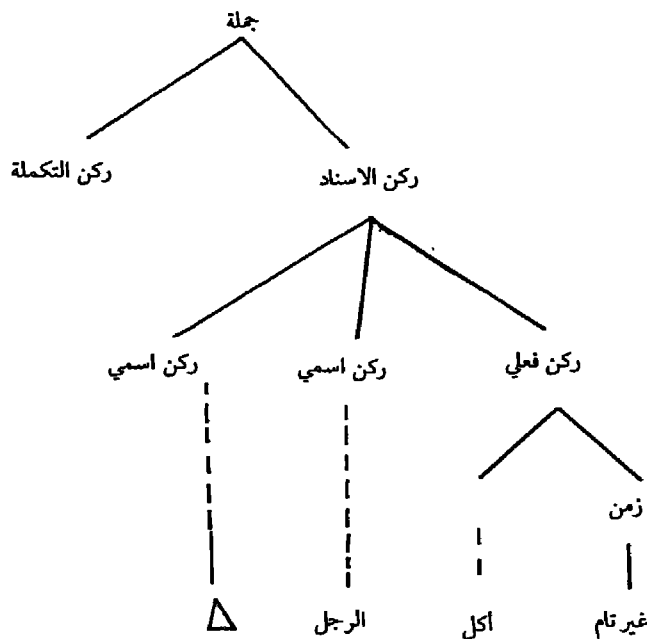 جملة
ركن الاسناد ركن التكملة
ركن فعلي ركن اسمي ركن اسمي
زمن
غير تام أكل الرجل Δ